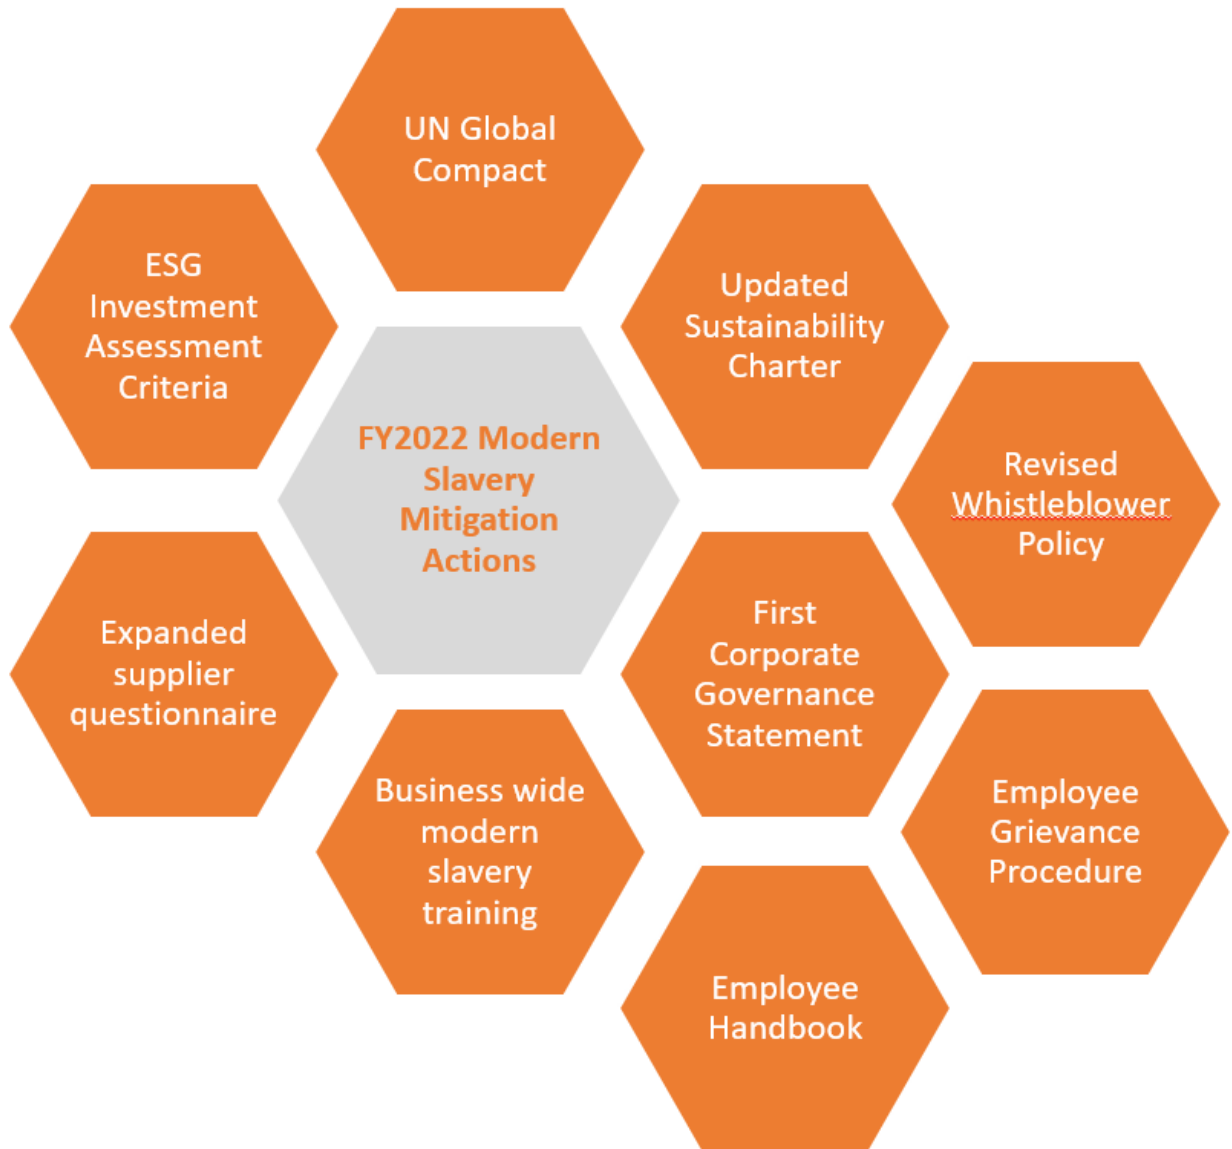 UN Global
Compact
ESG
Investment
Assessment
Criteria
Updated
Sustainability
Charter
FY2022 Modern
Slavery
Mitigation
Actions
Revised
Whistleblower
Policy
Expanded
supplier
questionnaire
First
Corporate
Governance
Statement
Business wide
modern
slavery
training
Employee
Grievance
Procedure
Employee
Handbook